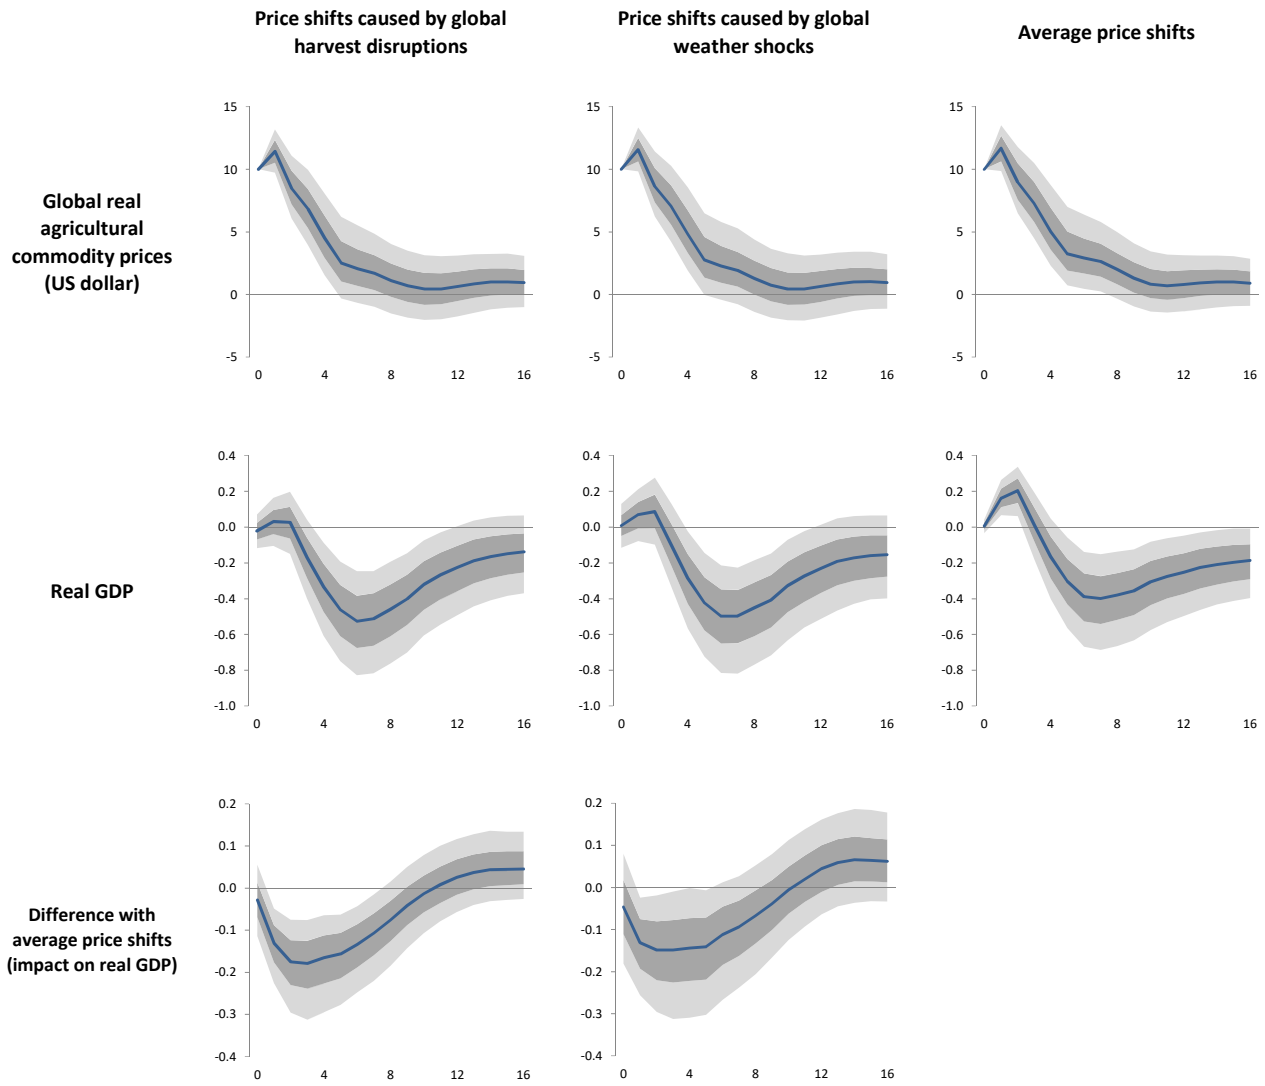 Price shifts caused by global
harvest disruptions
Price shifts caused by global
weather shocks
Average price shifts
Global real
agricultural
commodity prices
(US dollar)
15
10
5
0
-5
0 4 8 12 16
15
10
5
0
-5
0 4 8 12 16
15
10
5
0
-5
0 4 8 12 16
Real GDP
0.4
0.2
0.0
-0.2
-0.4
-0.6
-0.8
-1.0
0 4 8 12 16
0.4
0.2
0.0
-0.2
-0.4
-0.6
-0.8
-1.0
0 4 8 12 16
0.4
0.2
0.0
-0.2
-0.4
-0.6
-0.8
-1.0
0 4 8 12 16
Difference with
average price shifts
(impact on real GDP)
0.2
0.1
0.0
-0.1
-0.2
-0.3
-0.4
0 4 8 12 16
0.2
0.1
0.0
-0.1
-0.2
-0.3
-0.4
0 4 8 12 16